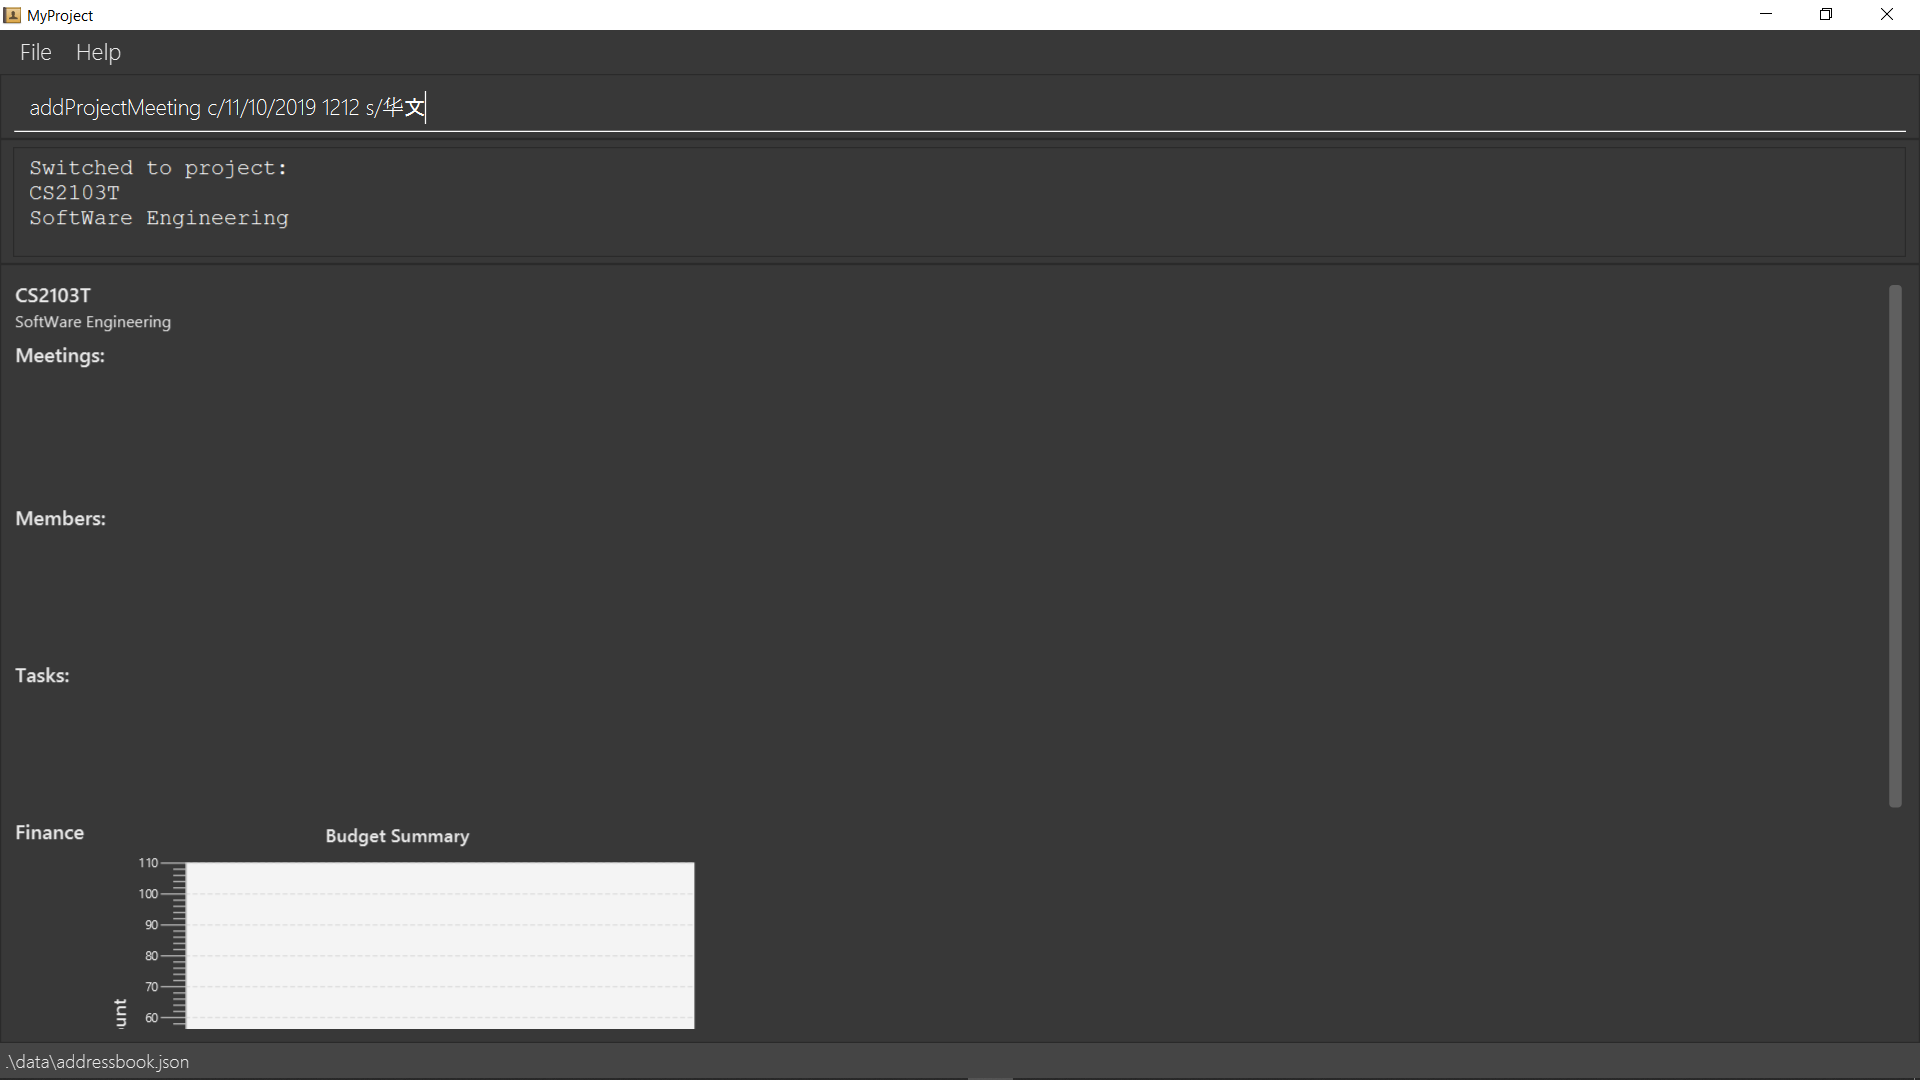 MyProject
File Help
addProjectMeeting c/11/10/2019 1212 s/华文
Switched to project:
CS2103T
SoftWare Engineering
CS2103T
SoftWare Engineering
Meetings:
Members:
Tasks:
Finance
Budget Summary
110
100
90
80
70
60
.\data\addressbook.json